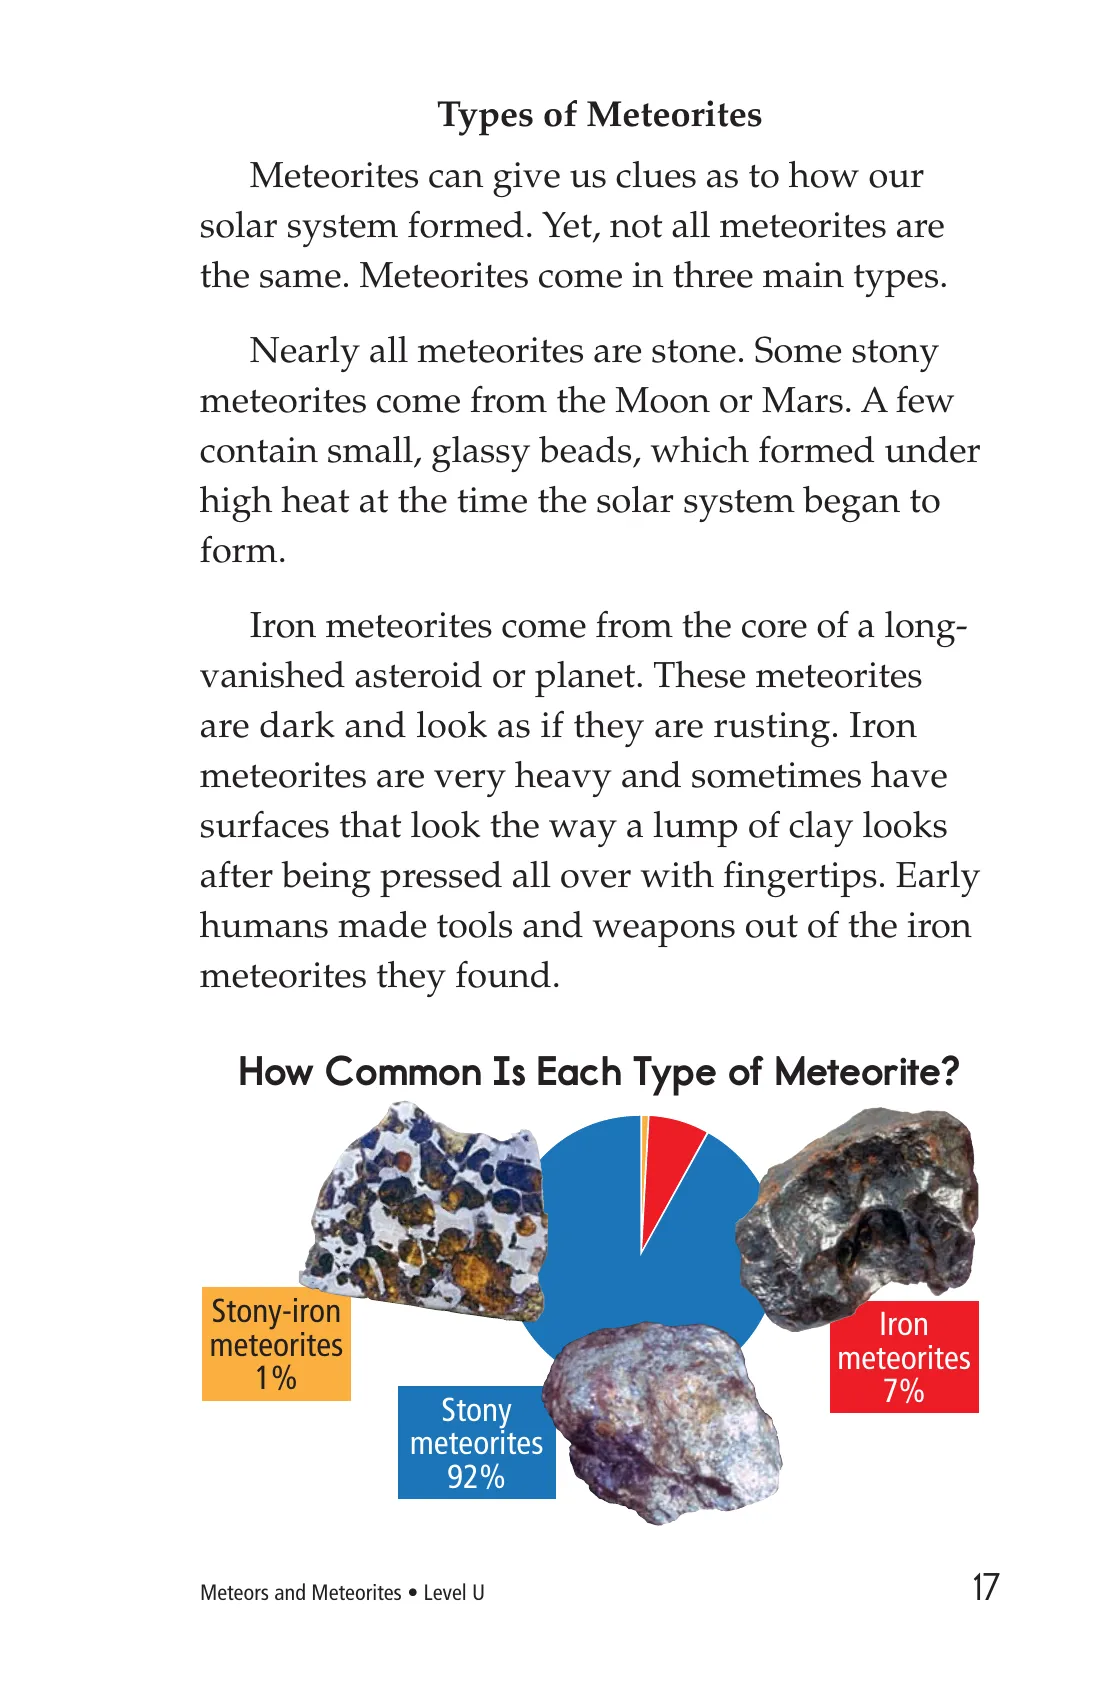 Types of Meteorites
Meteorites can give us clues as to how our
solar system formed. Yet, not all meteorites are
the same. Meteorites come in three main types.
Nearly all meteorites are stone. Some stony
meteorites come from the Moon or Mars. A few
contain small, glassy beads, which formed under
high heat at the time the solar system began to
form.
Iron meteorites come from the core of a long-
vanished asteroid or planet. These meteorites
are dark and look as if they are rusting. Iron
meteorites are very heavy and sometimes have
surfaces that look the way a lump of clay looks
after being pressed all over with fingertips. Early
humans made tools and weapons out of the iron
meteorites they found.
How Common Is Each Type of Meteorite?
Stony-iron
meteorites
1%
Stony
meteorites
92%
Iron
meteorites
7%
Meteors and Meteorites • Level U
17